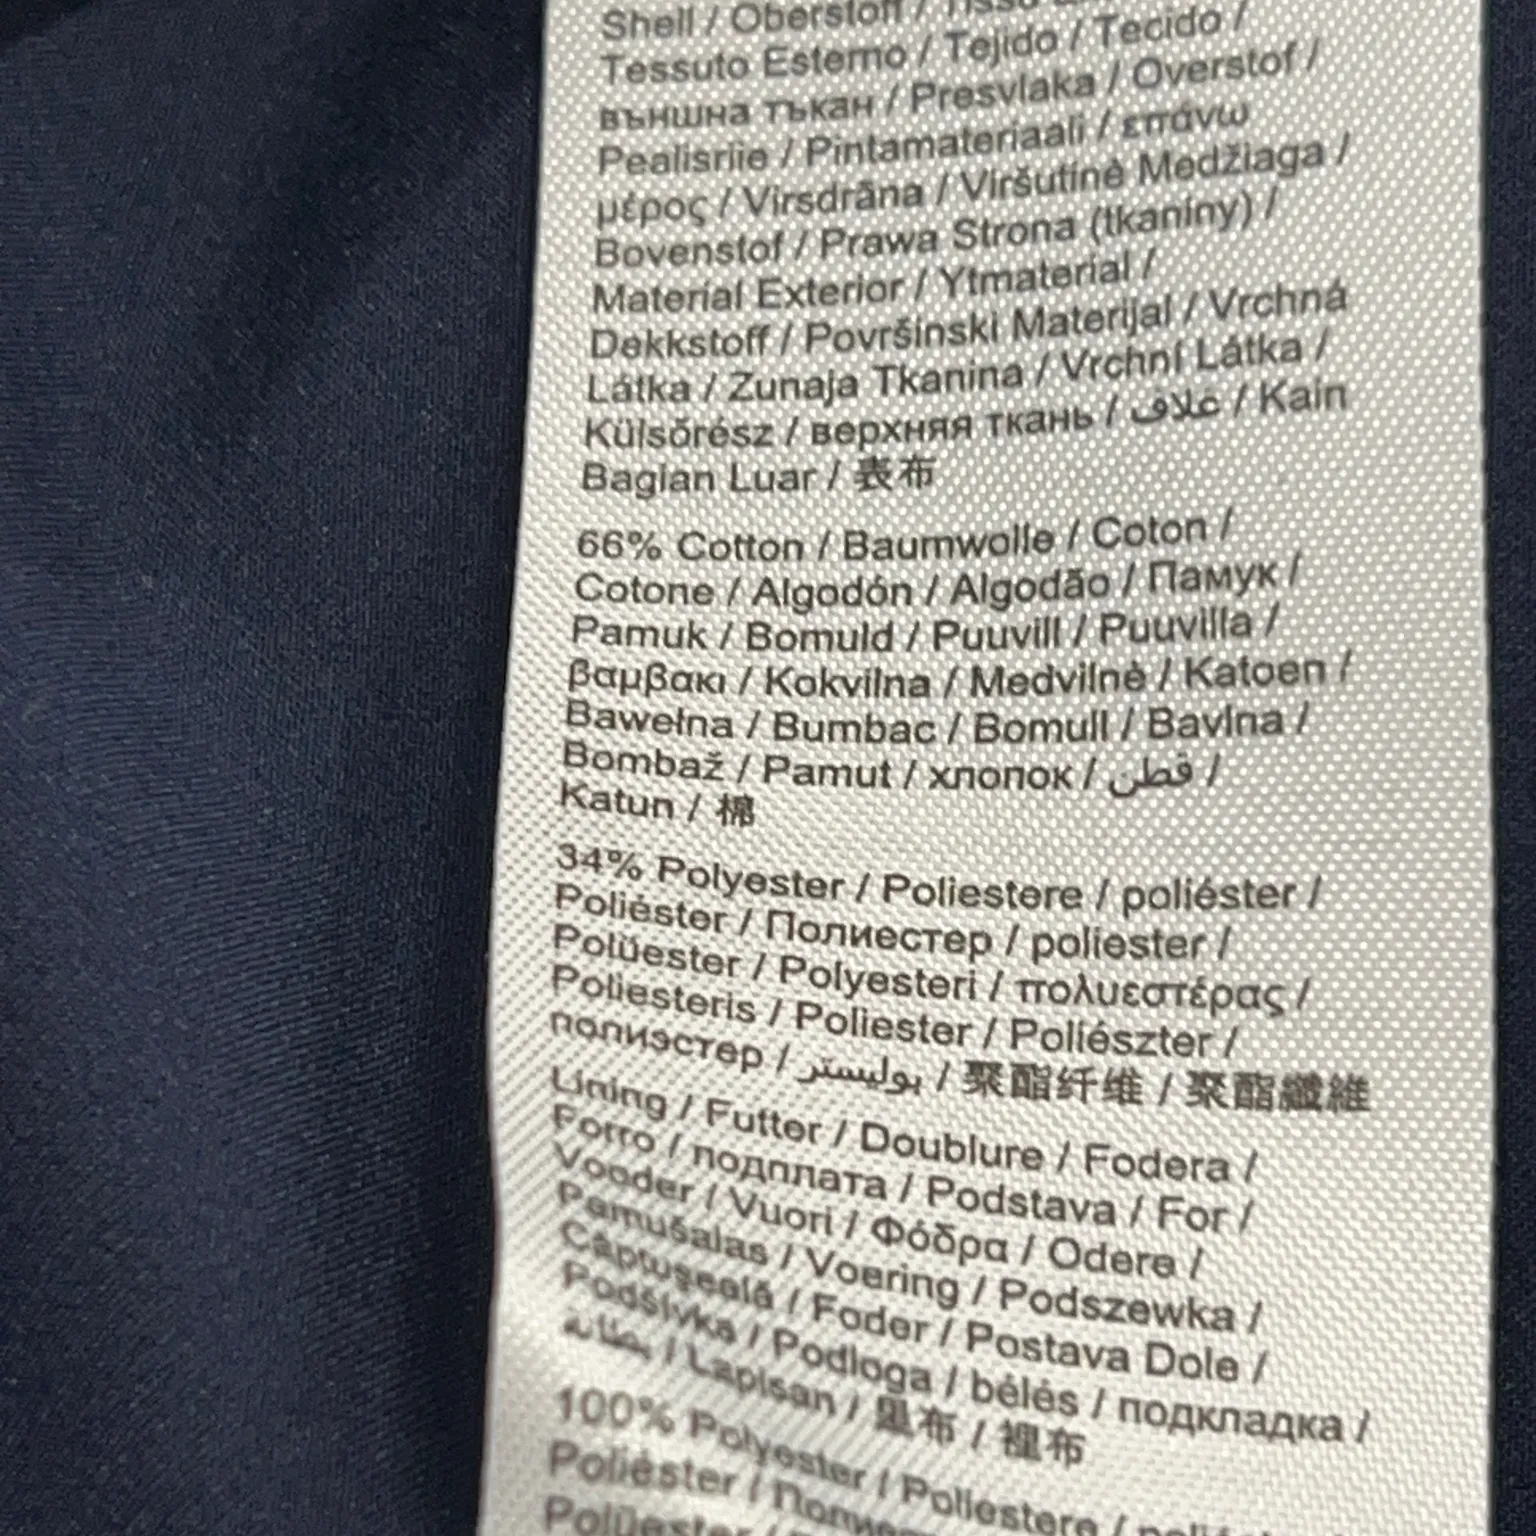 Shell / Oberstoff / Tissu
Tessuto Esterno / Tejido / Tecido /
външна тъкан / Presvlaka / Overstof /
Pealisriie / Pintamateriaali / επάνω
μέρος / Virsdrāna / Viršutinė Medžiaga /
Bovenstof / Prawa Strona (tkaniny) /
Material Exterior / Ytmaterial /
Dekkstoff / Površinski Materijal / Vrchná
Látka / Zunaja Tkanina / Vrchní Látka /
Külsőrész / верхняя ткань / غلاف / Kain
Bagian Luar / 表布
66% Cotton / Baumwolle / Coton /
Cotone / Algodón / Algodão / Памук /
Pamuk / Bomuld / Puuvill / Puuvilla /
βαμβακι / Kokvilna / Medvilnė / Katoen /
Bawełna / Bumbac / Bomull / Bavlna /
Bombaž / Pamut / хлопок / قطن /
Katun / 棉
34% Polyester / Poliestere / poliéster /
Poliéster / Полиестер / poliester /
Polüester / Polyesteri / πολυεστέρας /
Poliesteris / Poliester / Poliészter /
полиэстер / بوليستر / 聚酯纤维 / 聚酯纖維
Lining / Futter / Doublure / Fodera /
Forro / подплата / Podstava / For /
Vooder / Vuori / Φόδρα / Odere /
Pamušalas / Voering / Podszewka /
Căptușeală / Foder / Postava Dole /
Podšívka / Podloga / bélés / подкладка /
بطانة / Lapisan / 里布 / 裡布
100% Polyester / Poliestere / poliéster
Poliéster / Полиестер
Polüester /